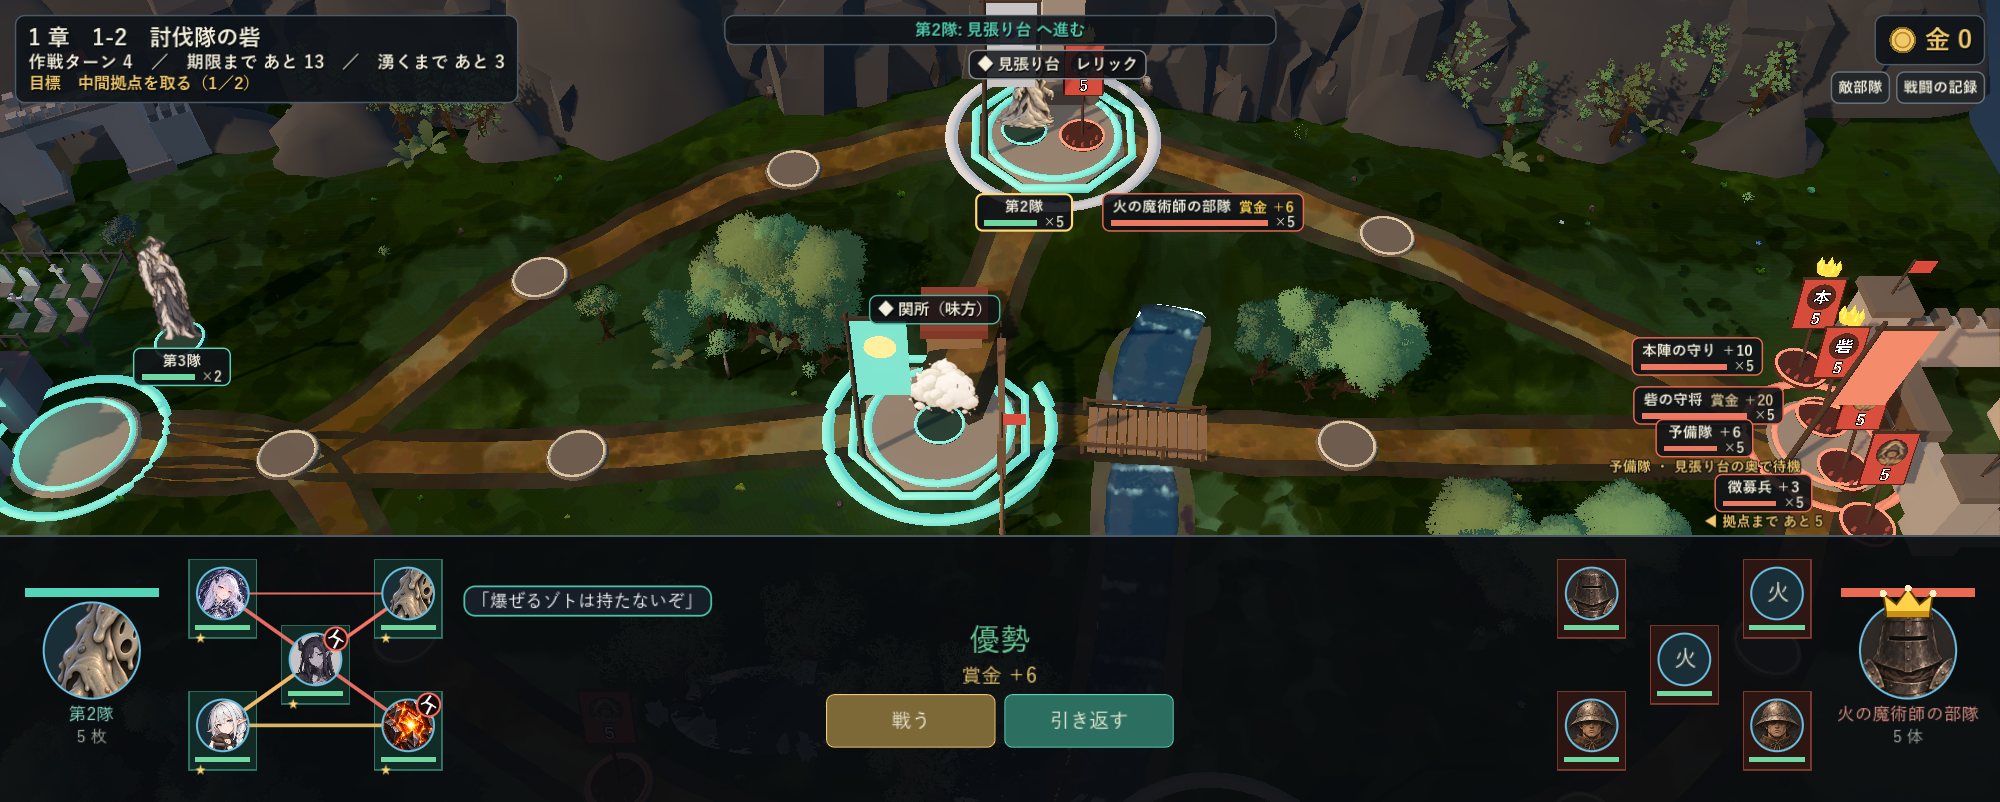 1 章　1-2　討伐隊の砦
作戦ターン 4　／　期限まで あと 13　／　湧くまで あと 3
目標　中間拠点を取る（1／2）
第2隊: 見張り台 へ進む
金 0
敵部隊
戦闘の記録
◆ 見張り台　レリック
5
第2隊
×5
火の魔術師の部隊 賞金 +6
×5
第3隊
×2
◆ 関所（味方）
本
5
砦
5
5
5
本陣の守り +10
×5
砦の守将 賞金 +20
×5
予備隊 +6
×5
予備隊 ・ 見張り台の奥で待機
徴募兵 +3
×5
◀ 拠点まで あと 5
第2隊
5 枚
「爆ぜるゾトは持たないぞ」
優勢
賞金 +6
戦う
引き返す
火
火
火の魔術師の部隊
5 体